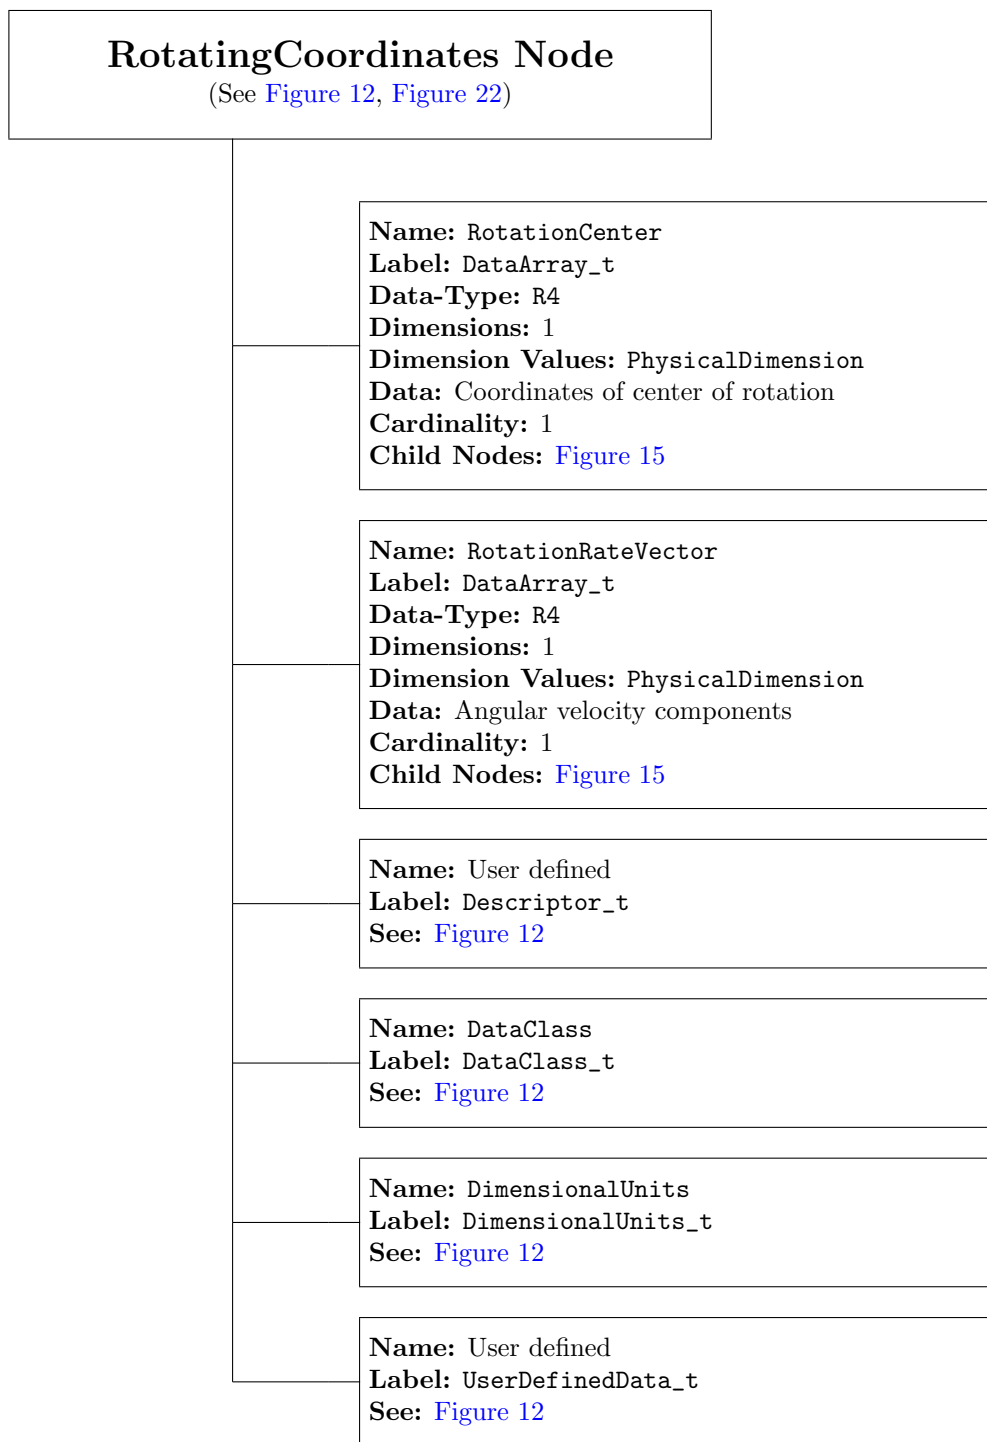 RotatingCoordinates Node
(See Figure 12, Figure 22)
Name: RotationCenter
Label: DataArray_t
Data-Type: R4
Dimensions: 1
Dimension Values: PhysicalDimension
Data: Coordinates of center of rotation
Cardinality: 1
Child Nodes: Figure 15
Name: RotationRateVector
Label: DataArray_t
Data-Type: R4
Dimensions: 1
Dimension Values: PhysicalDimension
Data: Angular velocity components
Cardinality: 1
Child Nodes: Figure 15
Name: User defined
Label: Descriptor_t
See: Figure 12
Name: DataClass
Label: DataClass_t
See: Figure 12
Name: DimensionalUnits
Label: DimensionalUnits_t
See: Figure 12
Name: User defined
Label: UserDefinedData_t
See: Figure 12